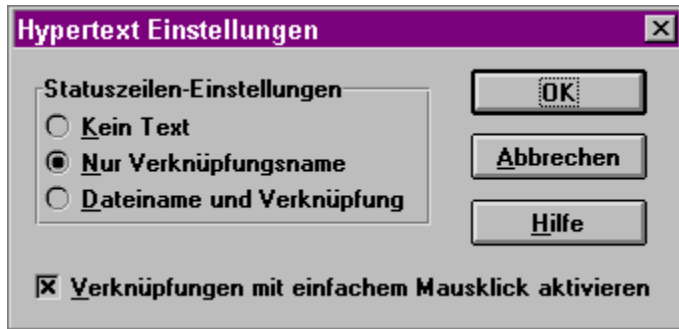 Hypertext Einstellungen
Statuszeilen-Einstellungen
Kein Text
Nur Verknüpfungsname
Dateiname und Verknüpfung
OK
Abbrechen
Hilfe
Verknüpfungen mit einfachem Mausklick aktivieren